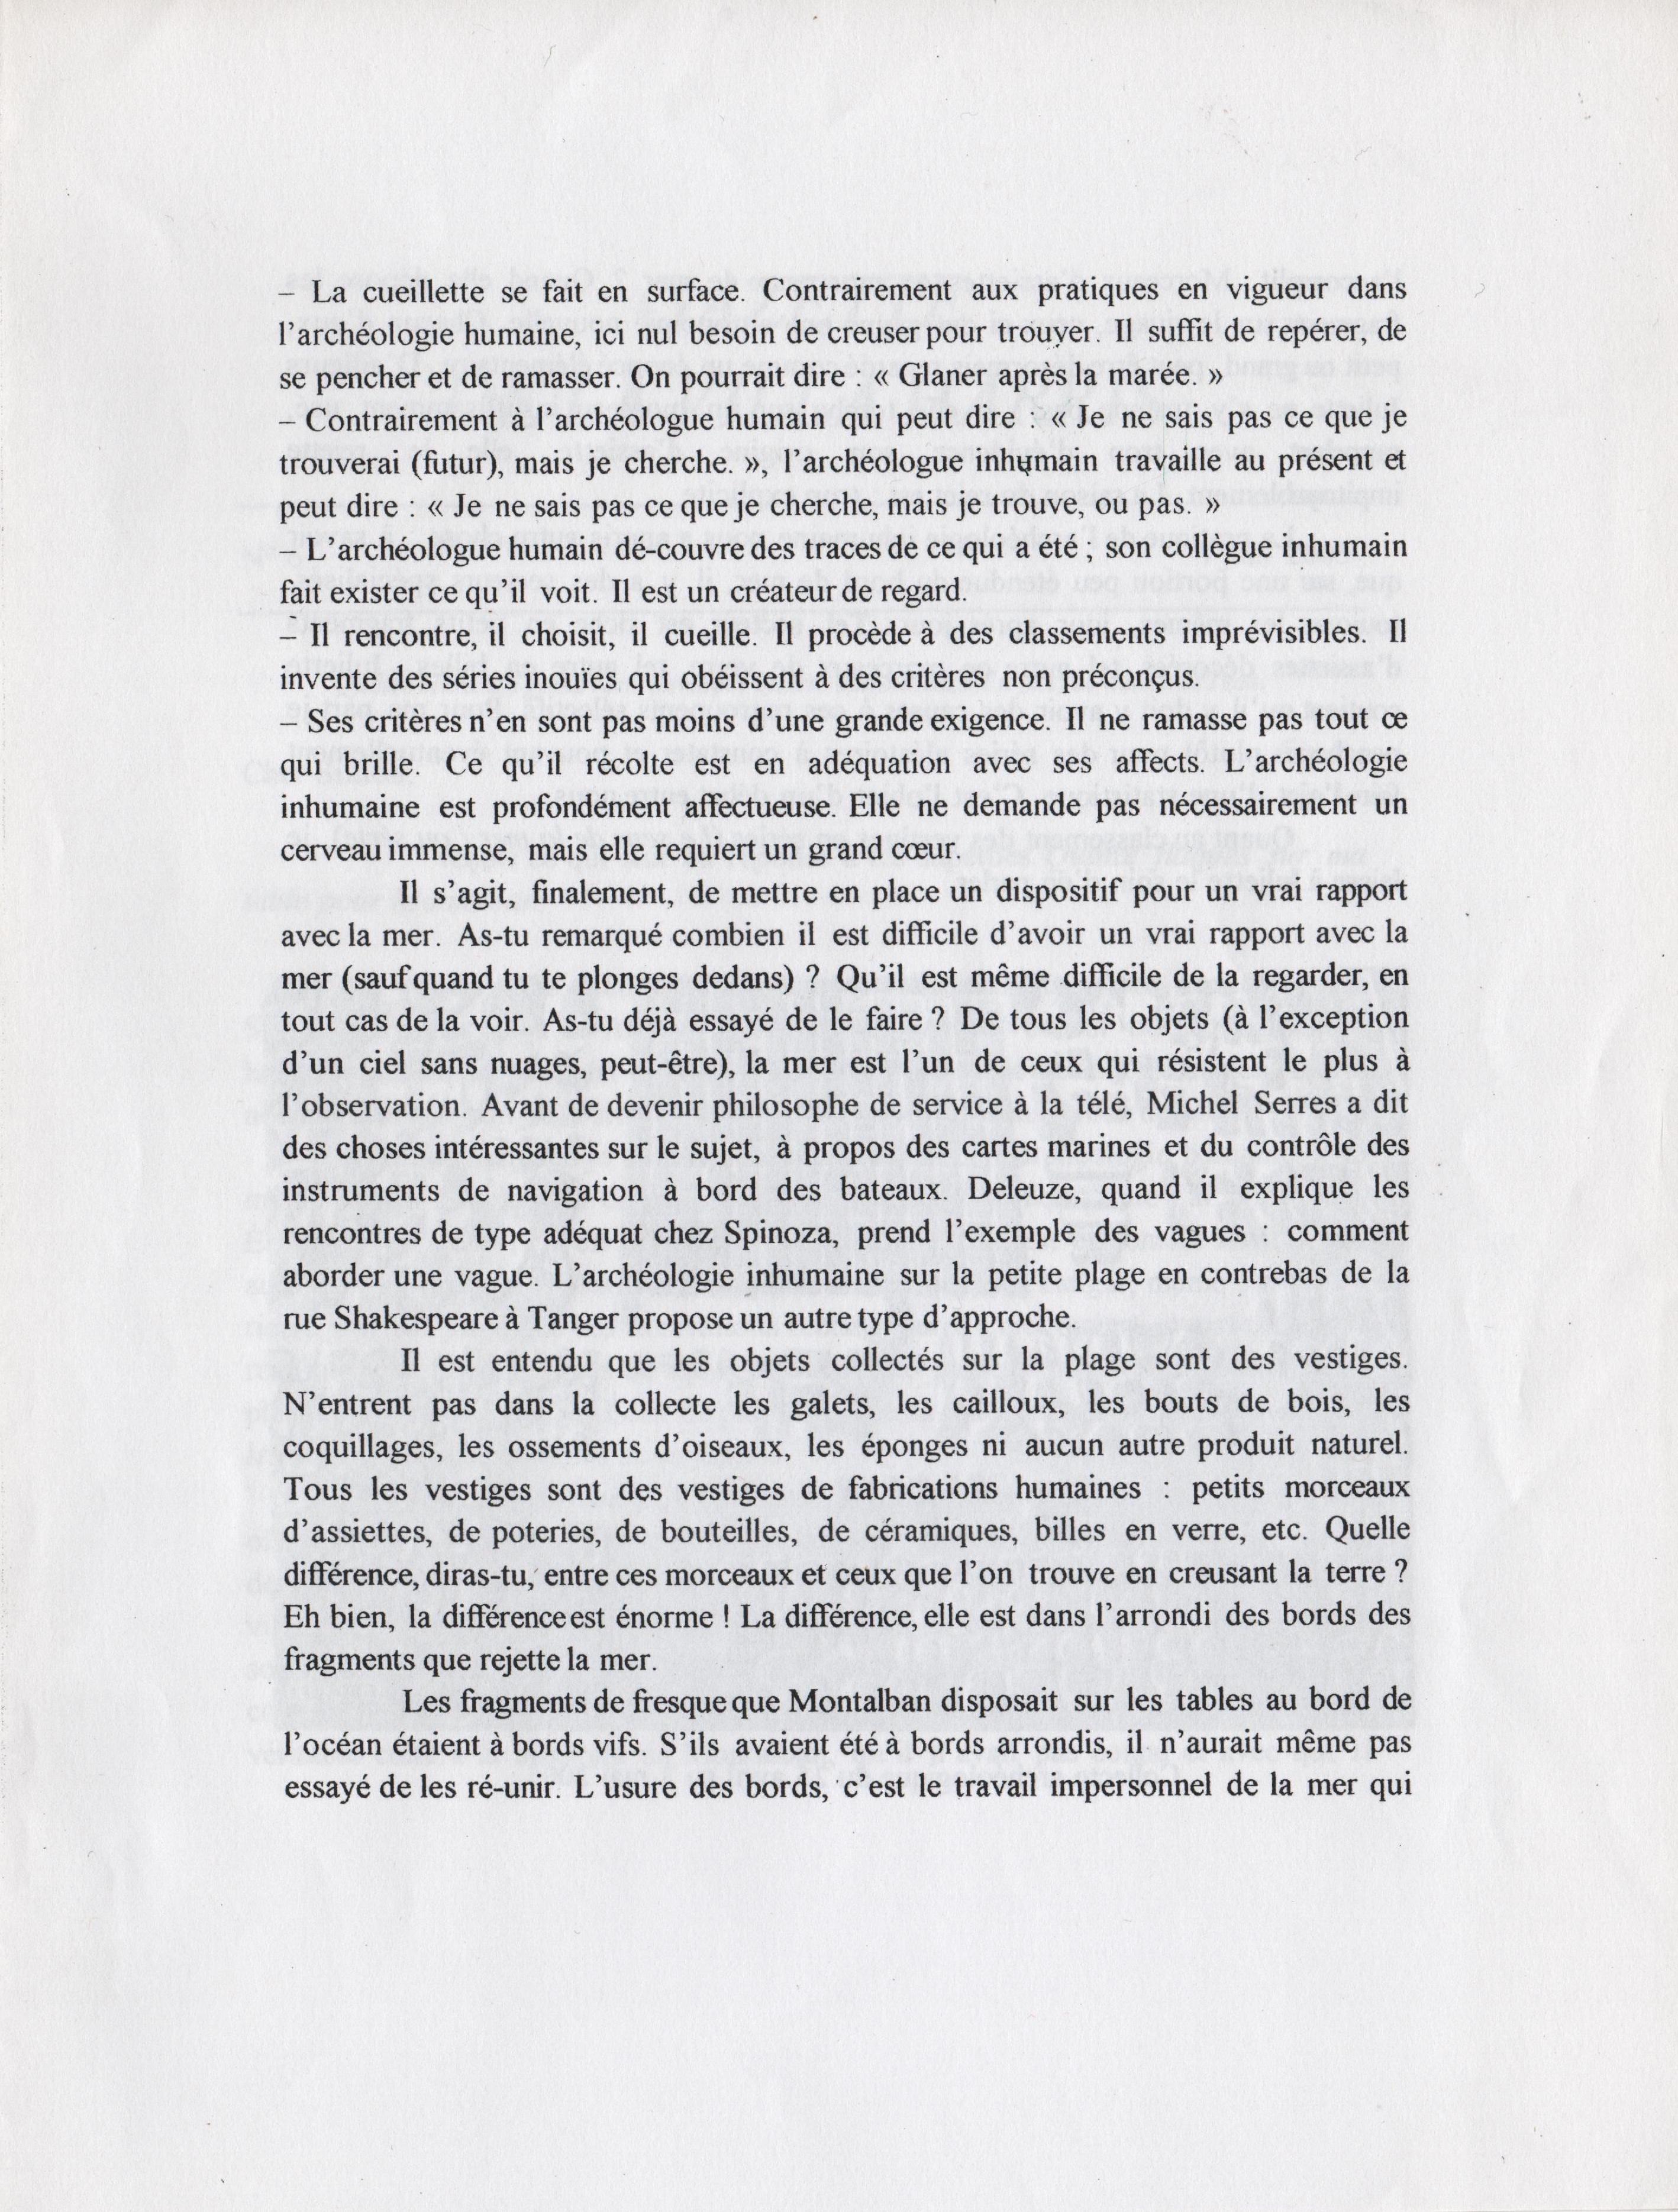 – La cueillette se fait en surface. Contrairement aux pratiques en vigueur dans
l’archéologie humaine, ici nul besoin de creuser pour trouver. Il suffit de repérer, de
se pencher et de ramasser. On pourrait dire : « Glaner après la marée. »
– Contrairement à l’archéologue humain qui peut dire : « Je ne sais pas ce que je
trouverai (futur), mais je cherche. », l’archéologue inhumain travaille au présent et
peut dire : « Je ne sais pas ce que je cherche, mais je trouve, ou pas. »
– L’archéologue humain dé-couvre des traces de ce qui a été ; son collègue inhumain
fait exister ce qu’il voit. Il est un créateur de regard.
– Il rencontre, il choisit, il cueille. Il procède à des classements imprévisibles. Il
invente des séries inouïes qui obéissent à des critères non préconçus.
– Ses critères n’en sont pas moins d’une grande exigence. Il ne ramasse pas tout ce
qui brille. Ce qu’il récolte est en adéquation avec ses affects. L’archéologie
inhumaine est profondément affectueuse. Elle ne demande pas nécessairement un
cerveau immense, mais elle requiert un grand cœur.
Il s’agit, finalement, de mettre en place un dispositif pour un vrai rapport
avec la mer. As-tu remarqué combien il est difficile d’avoir un vrai rapport avec la
mer (sauf quand tu te plonges dedans) ? Qu’il est même difficile de la regarder, en
tout cas de la voir. As-tu déjà essayé de le faire ? De tous les objets (à l’exception
d’un ciel sans nuages, peut-être), la mer est l’un de ceux qui résistent le plus à
l’observation. Avant de devenir philosophe de service à la télé, Michel Serres a dit
des choses intéressantes sur le sujet, à propos des cartes marines et du contrôle des
instruments de navigation à bord des bateaux. Deleuze, quand il explique les
rencontres de type adéquat chez Spinoza, prend l’exemple des vagues : comment
aborder une vague. L’archéologie inhumaine sur la petite plage en contrebas de la
rue Shakespeare à Tanger propose un autre type d’approche.
Il est entendu que les objets collectés sur la plage sont des vestiges.
N’entrent pas dans la collecte les galets, les cailloux, les bouts de bois, les
coquillages, les ossements d’oiseaux, les éponges ni aucun autre produit naturel.
Tous les vestiges sont des vestiges de fabrications humaines : petits morceaux
d’assiettes, de poteries, de bouteilles, de céramiques, billes en verre, etc. Quelle
différence, diras-tu, entre ces morceaux et ceux que l’on trouve en creusant la terre ?
Eh bien, la différence est énorme ! La différence, elle est dans l’arrondi des bords des
fragments que rejette la mer.
Les fragments de fresque que Montalban disposait sur les tables au bord de
l’océan étaient à bords vifs. S’ils avaient été à bords arrondis, il n’aurait même pas
essayé de les ré-unir. L’usure des bords, c’est le travail impersonnel de la mer qui